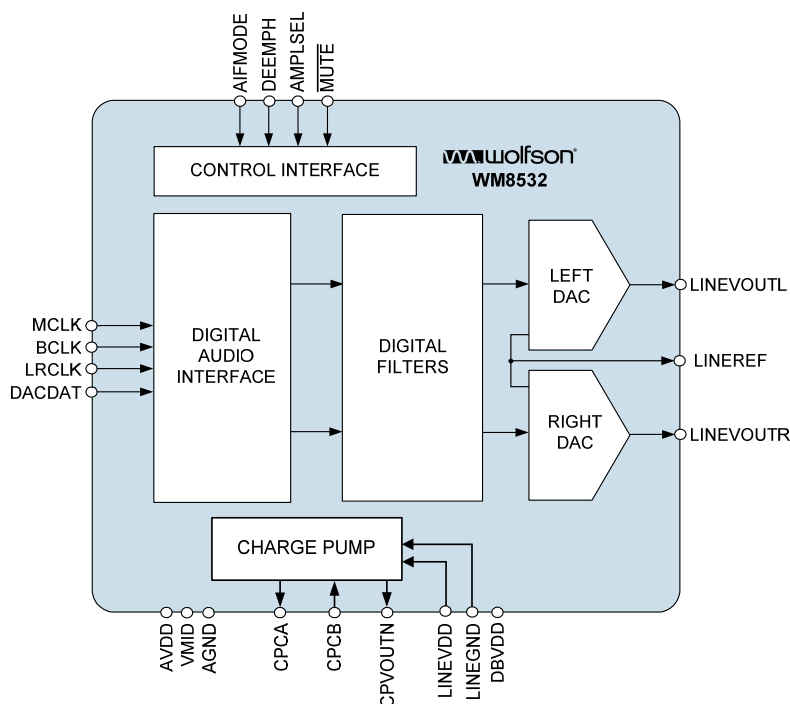 AIFMODE
DEEMPH
AMPLSEL
MUTE
CONTROL INTERFACE
wolfson®
WM8532
MCLK
BCLK
LRCLK
DACDAT
DIGITAL
AUDIO
INTERFACE
DIGITAL
FILTERS
LEFT
DAC
RIGHT
DAC
LINEVOUTL
LINEREF
LINEVOUTR
CHARGE PUMP
AVDD
VMID
AGND
CPCA
CPCB
CPVOUTN
LINEVDD
LINEGND
DBVDD